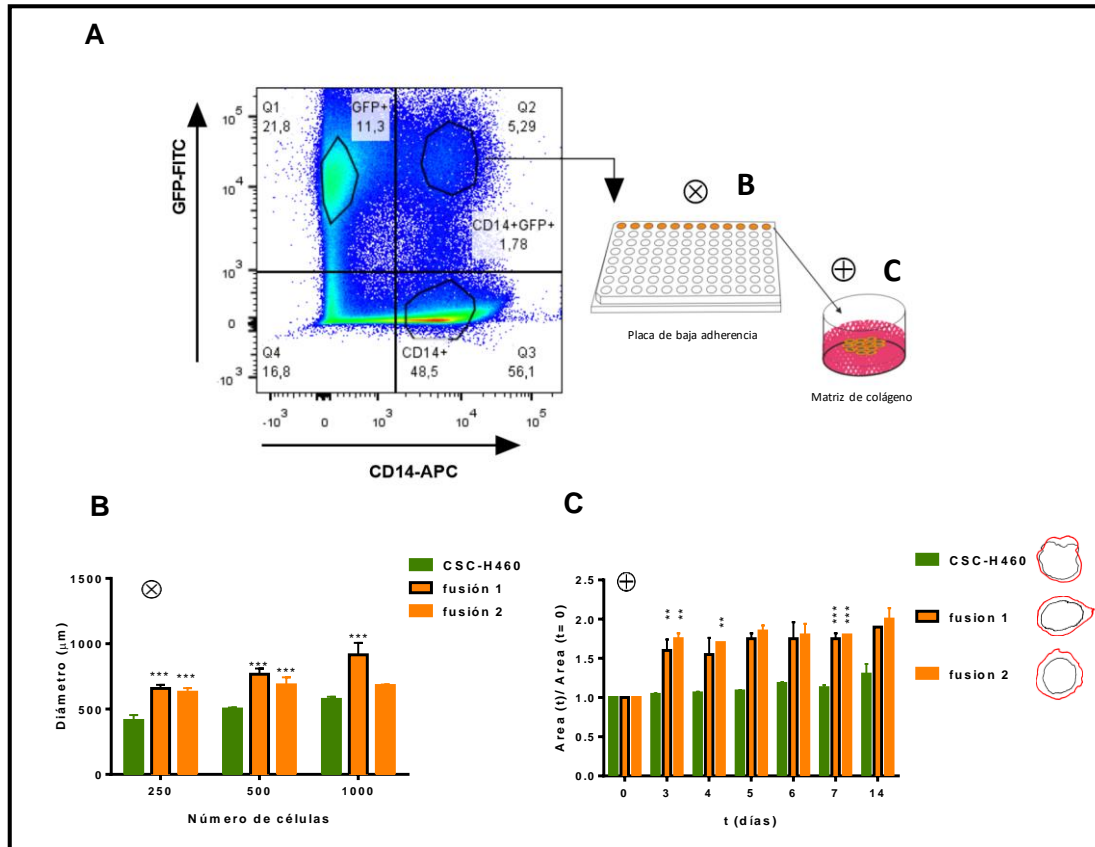 A
Q1
21,8
GFP+
11,3
Q2
5,29
CD14+GFP+
1,78
Q4
16,8
CD14+
48,5
Q3
56,1
10^5
10^4
10^3
0
-10^3
GFP-FITC
-10^3
0
10^3
10^4
10^5
CD14-APC
B
Placa de baja adherencia
C
Matriz de colágeno
B
CSC-H460
fusión 1
fusión 2
1500
1000
500
0
Diámetro (μm)
*** ***
*** ***
***
250
500
1000
Número de células
C
CSC-H460
fusion 1
fusion 2
2.5
2.0
1.5
1.0
0.5
0.0
Area (t)/ Area (t= 0)
** **
**
*** ***
0
3
4
5
6
7
14
t (días)